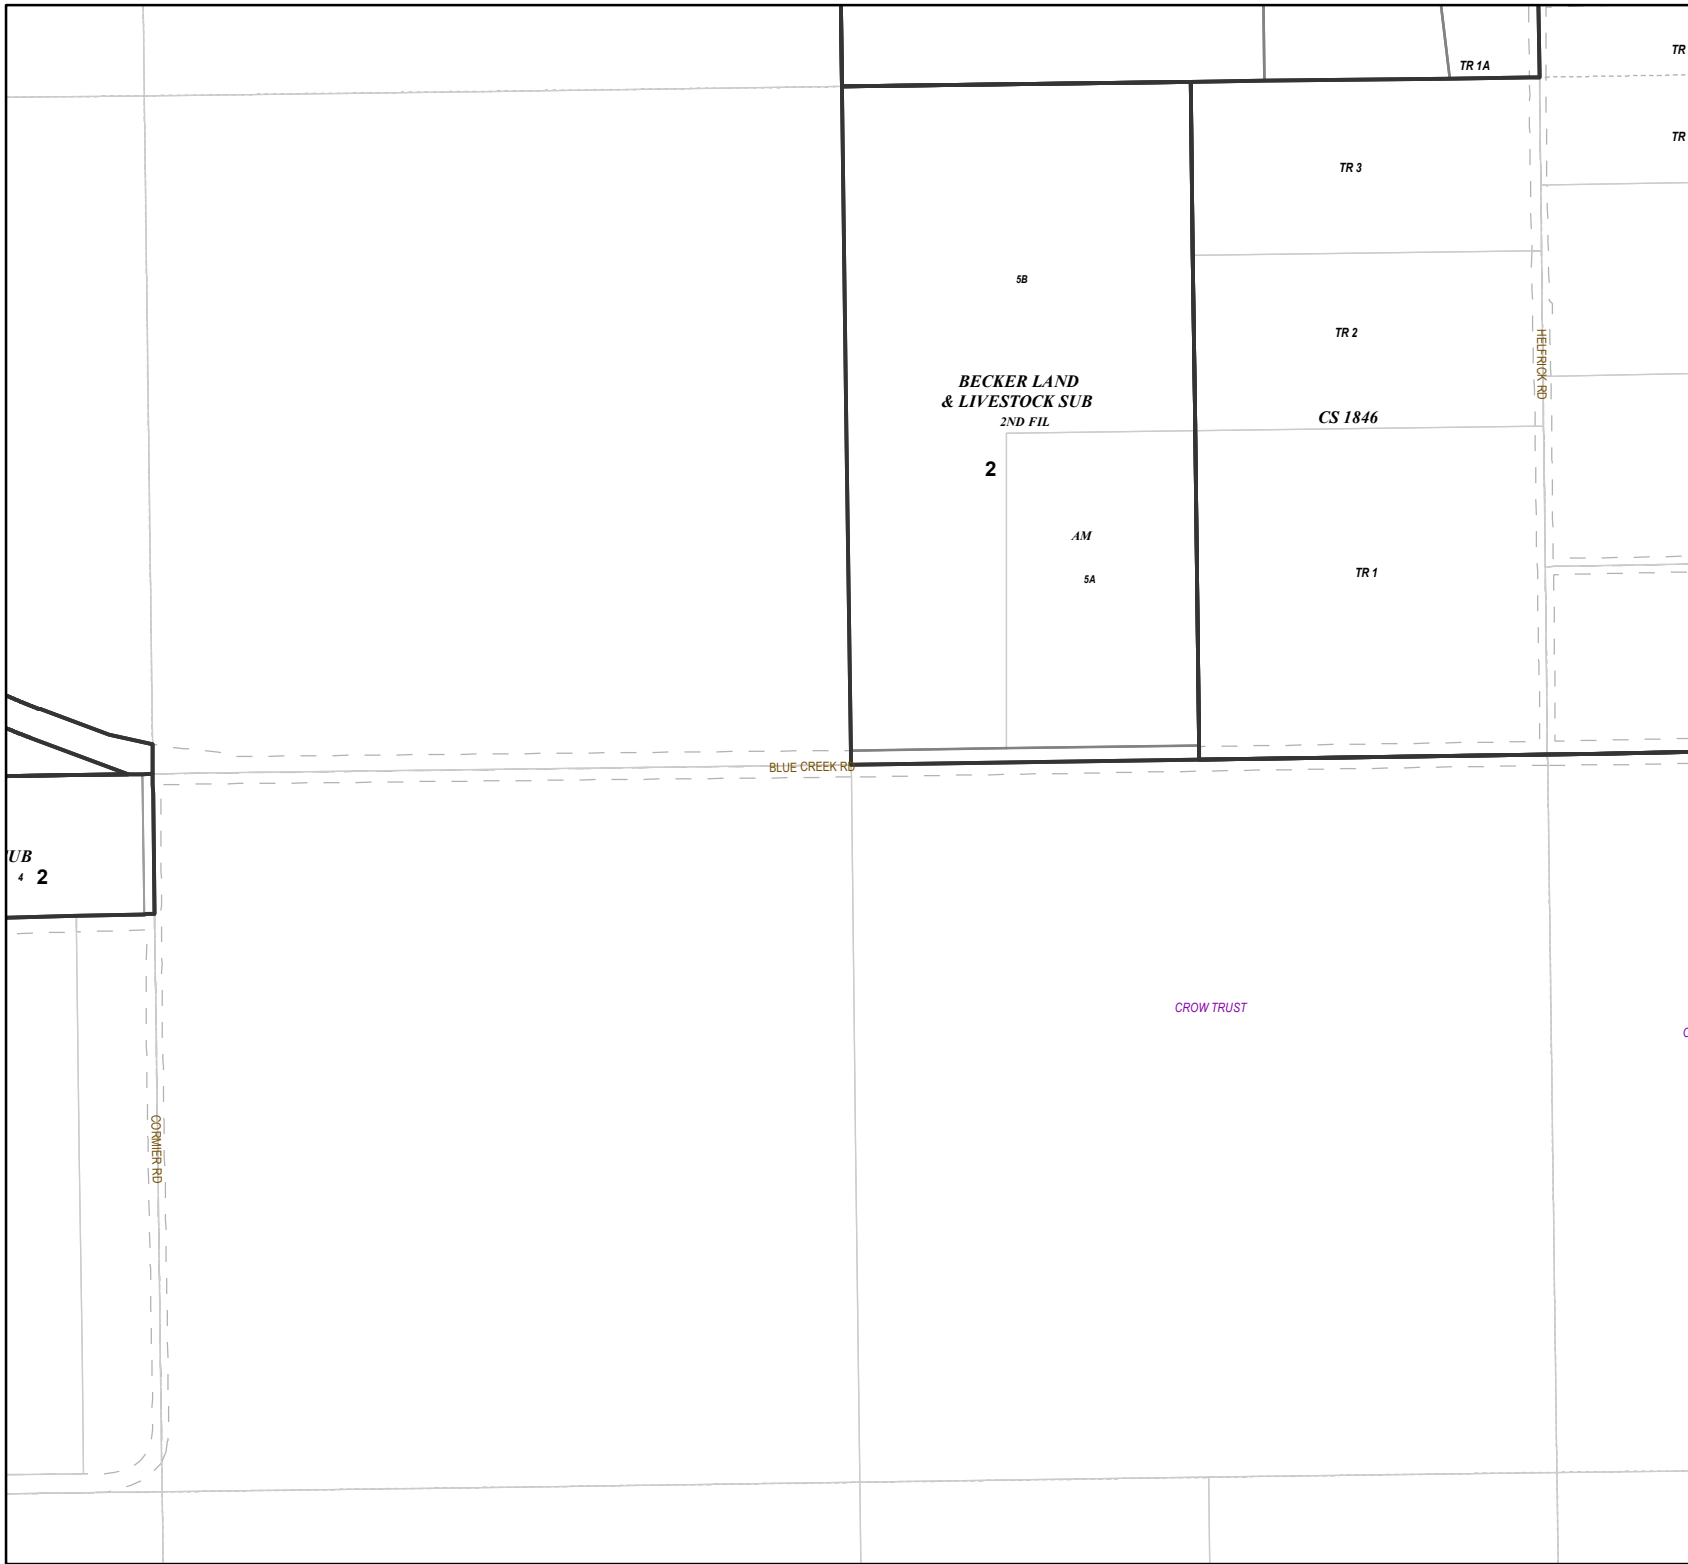 TR
TR 1A
TR
TR 3
5B
TR 2
HELFRICK RD
BECKER LAND
& LIVESTOCK SUB
2ND FIL
CS 1846
2
AM
5A
TR 1
BLUE CREEK RD
UB
4 2
CROW TRUST
CORMIER RD